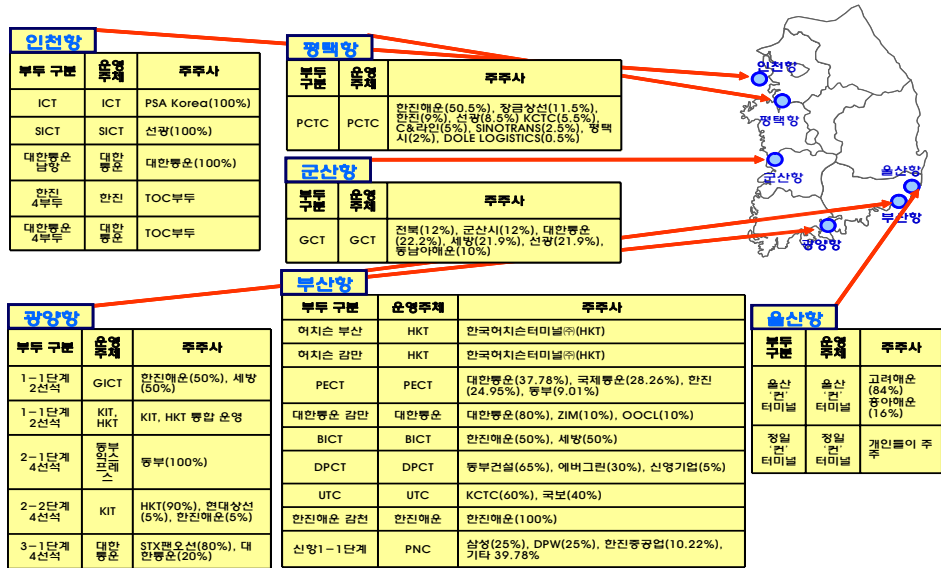 인천항
부두 구분 운영
주체 주주사
ICT ICT PSA Korea(100%)
SICT SICT 선광(100%)
대한통운
남항 대한
통운 대한통운(100%)
한진
4부두 한진 TOC부두
대한통운
4부두 대한
통운 TOC부두
평택항
부두
구분 운영
주체 주주사
PCTC PCTC 한진해운(50.5%), 장금상선(11.5%),
한진(9%), 선광(8.5%) KCTC(5.5%),
C&라인(5%), SINOTRANS(2.5%), 평택
시(2%), DOLE LOGISTICS(0.5%)
군산항
부두
구분 운영
주체 주주사
GCT GCT 전북(12%), 군산시(12%), 대한통운
(22.2%), 세방(21.9%), 선광(21.9%),
동남아해운(10%)
인천항
평택항
군산항
울산항
부산항
광양항
광양항
부두 구분 운영
주체 주주사
1-1단계
2선석 GICT 한진해운(50%), 세방
(50%)
1-1단계
2선석 KIT,
HKT KIT, HKT 통합 운영
2-1단계
4선석 동부
익스
프레
스 동부(100%)
2-2단계
4선석 KIT HKT(90%), 현대상선
(5%), 한진해운(5%)
3-1단계
4선석 대한
통운 STX팬오션(80%), 대
한통운(20%)
부산항
부두 구분 운영주체 주주사
허치슨 부산 HKT 한국허치슨터미널㈜(HKT)
허치슨 감만 HKT 한국허치슨터미널㈜(HKT)
PECT PECT 대한통운(37.78%), 국제통운(28.26%), 한진
(24.95%), 동부(9.01%)
대한통운 감만 대한통운 대한통운(80%), ZIM(10%), OOCL(10%)
BICT BICT 한진해운(50%), 세방(50%)
DPCT DPCT 동부건설(65%), 에버그린(30%), 신영기업(5%)
UTC UTC KCTC(60%), 국보(40%)
한진해운 감천 한진해운 한진해운(100%)
신항1-1단계 PNC 삼성(25%), DPW(25%), 한진중공업(10.22%),
기타 39.78%
울산항
부두
구분 운영
주체 주주사
울산
'컨'
터미널 울산
'컨'
터미널 고려해운
(84%)
흥아해운
(16%)
정일
'컨'
터미널 정일
'컨'
터미널 개인들이 주
주